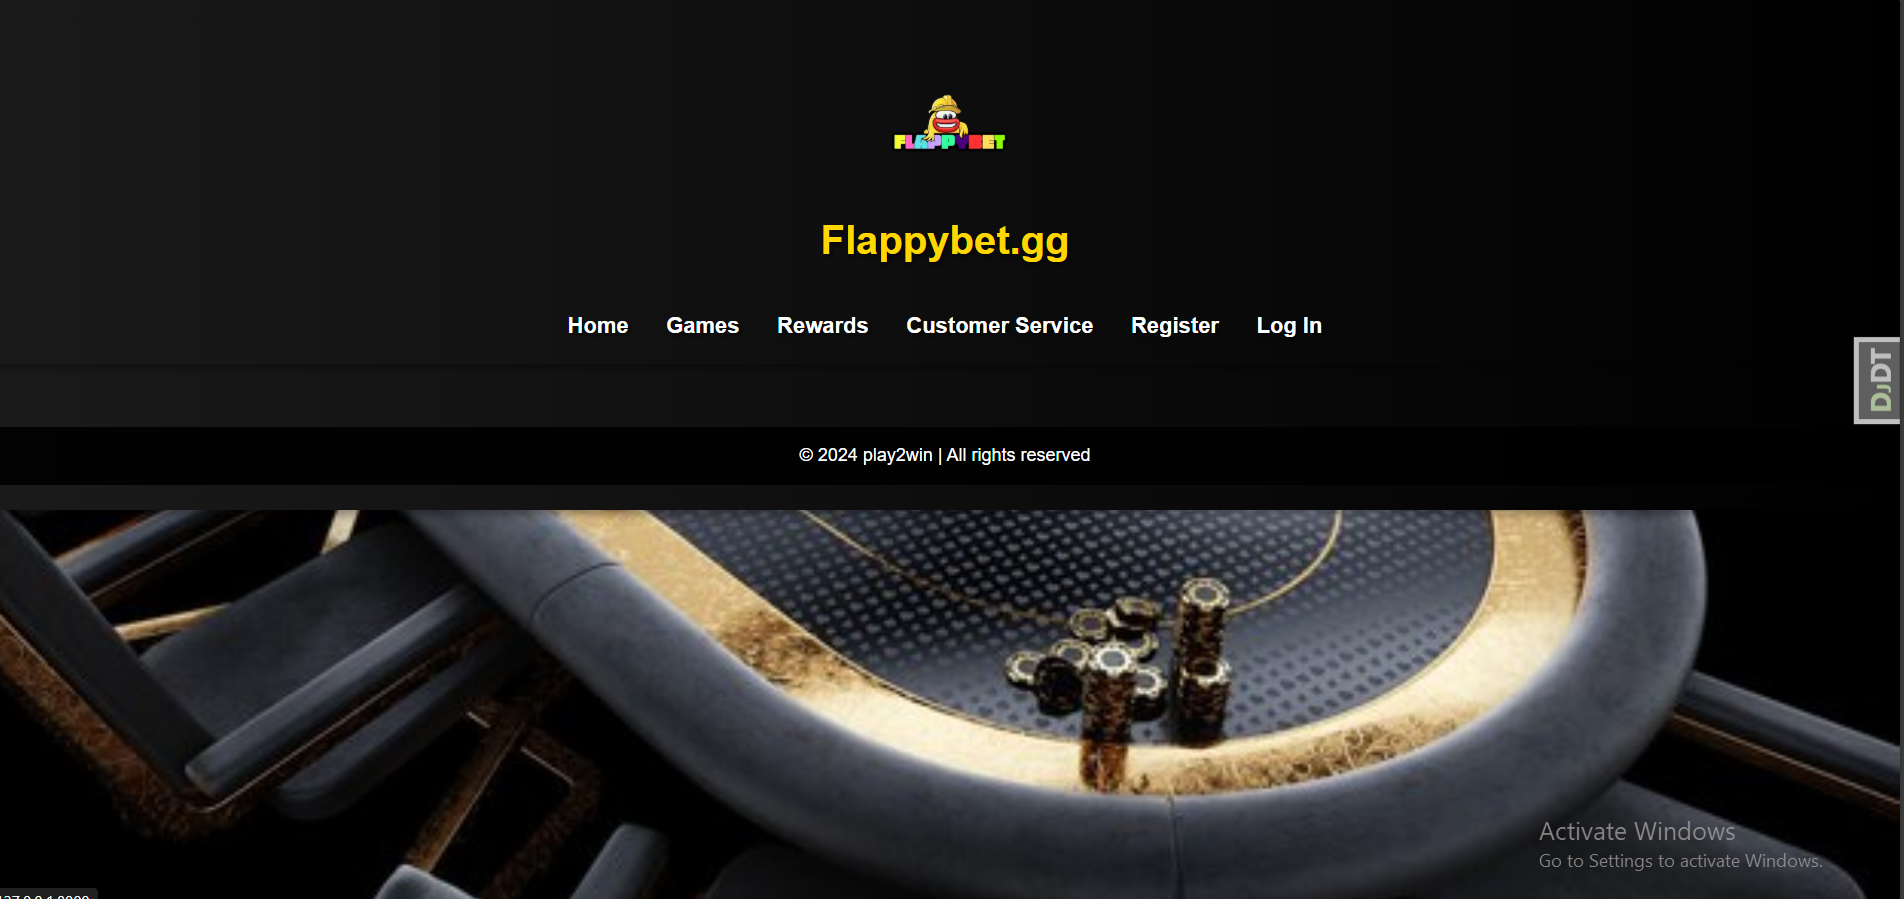 FLAPPYBET
Flappybet.gg
Home Games Rewards Customer Service Register Log In
DJDT
© 2024 play2win | All rights reserved
Activate Windows
Go to Settings to activate Windows.